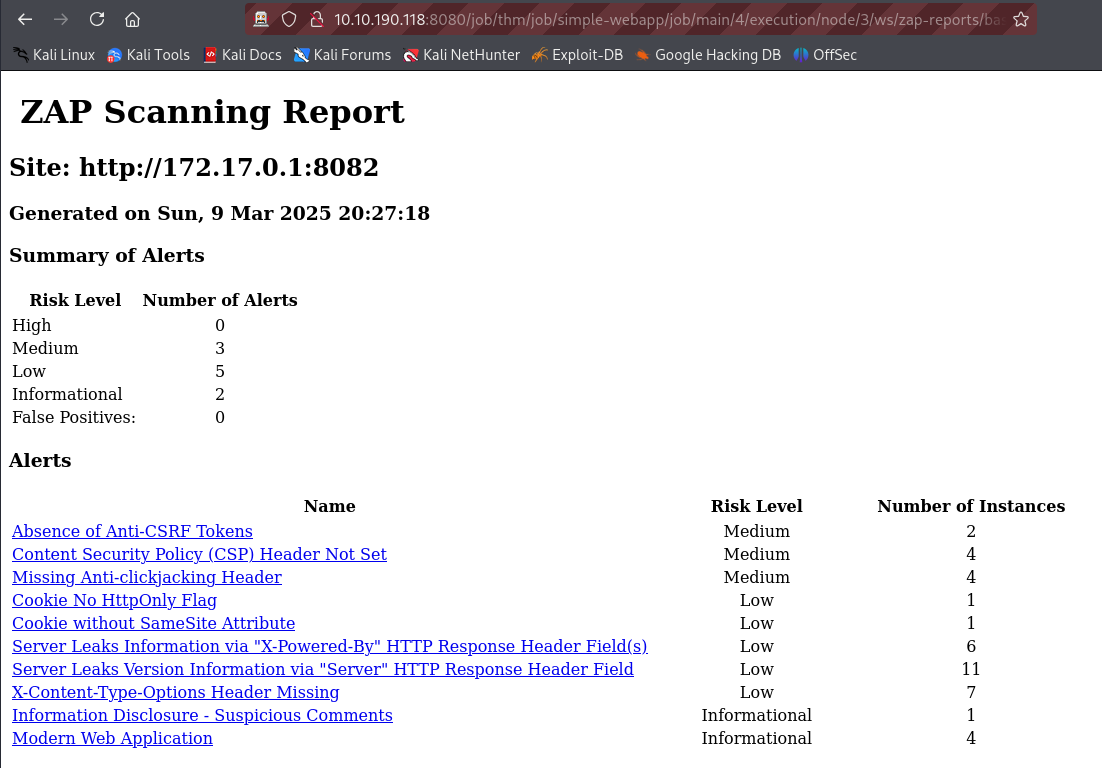 10.10.190.118:8080/job/thm/job/simple-webapp/job/main/4/execution/node/3/ws/zap-reports/bas
Kali Linux Kali Tools Kali Docs Kali Forums Kali NetHunter Exploit-DB Google Hacking DB OffSec
ZAP Scanning Report
Site: http://172.17.0.1:8082
Generated on Sun, 9 Mar 2025 20:27:18
Summary of Alerts
Risk Level Number of Alerts
High 0
Medium 3
Low 5
Informational 2
False Positives: 0
Alerts
Name Risk Level Number of Instances
Absence of Anti-CSRF Tokens Medium 2
Content Security Policy (CSP) Header Not Set Medium 4
Missing Anti-clickjacking Header Medium 4
Cookie No HttpOnly Flag Low 1
Cookie without SameSite Attribute Low 1
Server Leaks Information via "X-Powered-By" HTTP Response Header Field(s) Low 6
Server Leaks Version Information via "Server" HTTP Response Header Field Low 11
X-Content-Type-Options Header Missing Low 7
Information Disclosure - Suspicious Comments Informational 1
Modern Web Application Informational 4